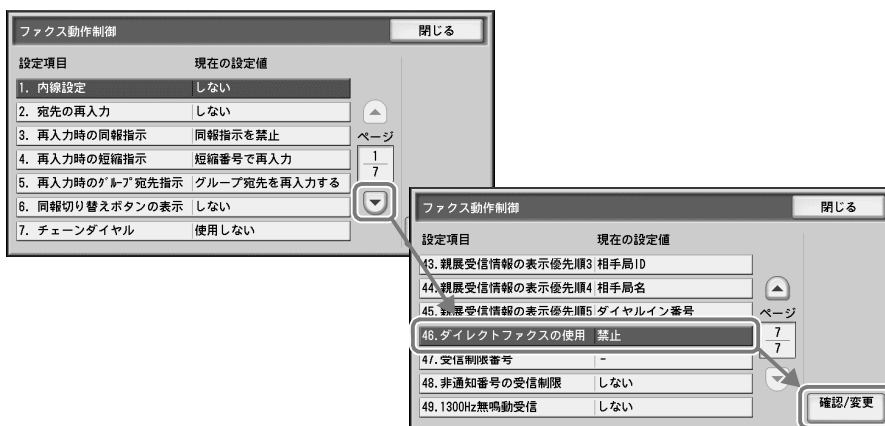 ファクス動作制御 閉じる
設定項目 現在の設定値
1. 内線設定 しない
2. 宛先の再入力 しない
3. 再入力時の同報指示 同報指示を禁止
4. 再入力時の短縮指示 短縮番号で再入力
5. 再入力時のｸﾞﾙｰﾌﾟ宛先指示 グループ宛先を再入力する
6. 同報切り替えボタンの表示 しない
7. チェーンダイヤル 使用しない
ページ
1
7
ファクス動作制御 閉じる
設定項目 現在の設定値
43.親展受信情報の表示優先順3 相手局ID
44.親展受信情報の表示優先順4 相手局名
45.親展受信情報の表示優先順5 ダイヤルイン番号
46.ダイレクトファクスの使用 禁止
47.受信制限番号 -
48.非通知番号の受信制限 しない
49.1300Hz無鳴動受信 しない
ページ
7
7
確認/変更